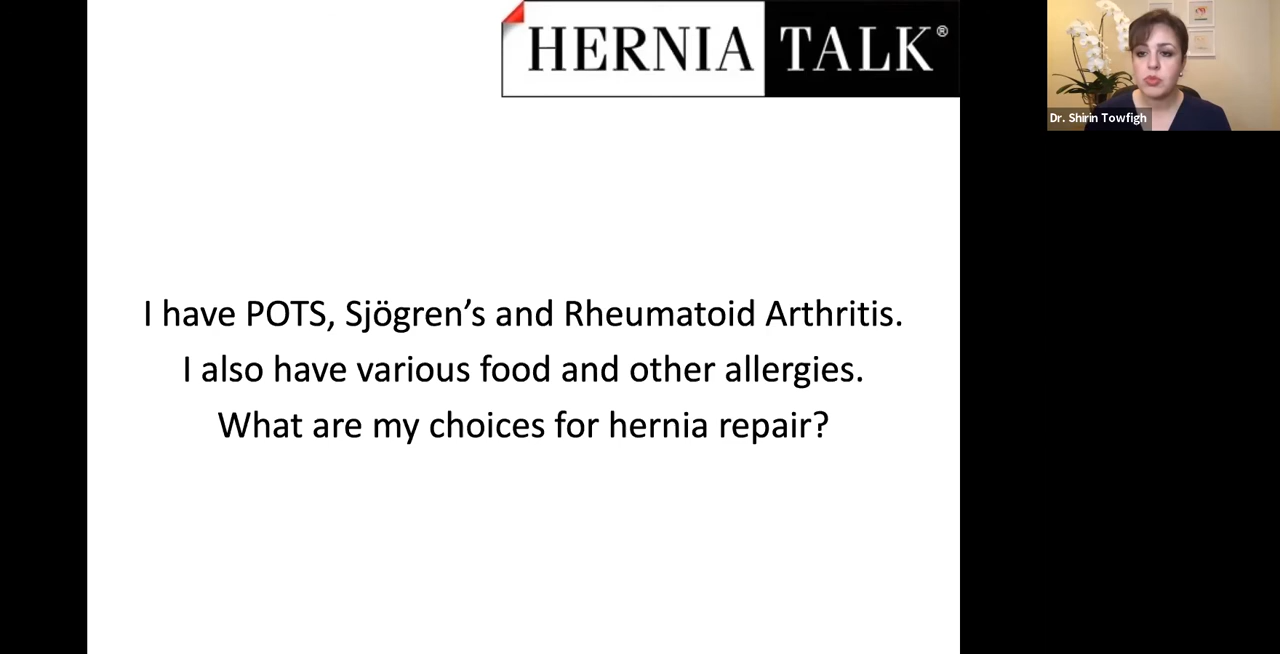 HERNIA TALK®
Dr. Shirin Towfigh
I have POTS, Sjögren’s and Rheumatoid Arthritis.
I also have various food and other allergies.
What are my choices for hernia repair?